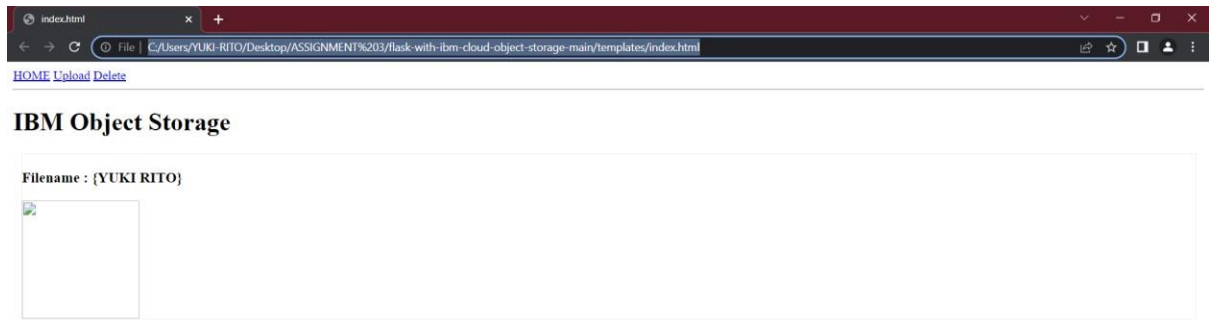 index.html
File | C:/Users/YUKI-RITO/Desktop/ASSIGNMENT%203/flask-with-ibm-cloud-object-storage-main/templates/index.html
HOME Upload Delete
IBM Object Storage
Filename : {YUKI RITO}